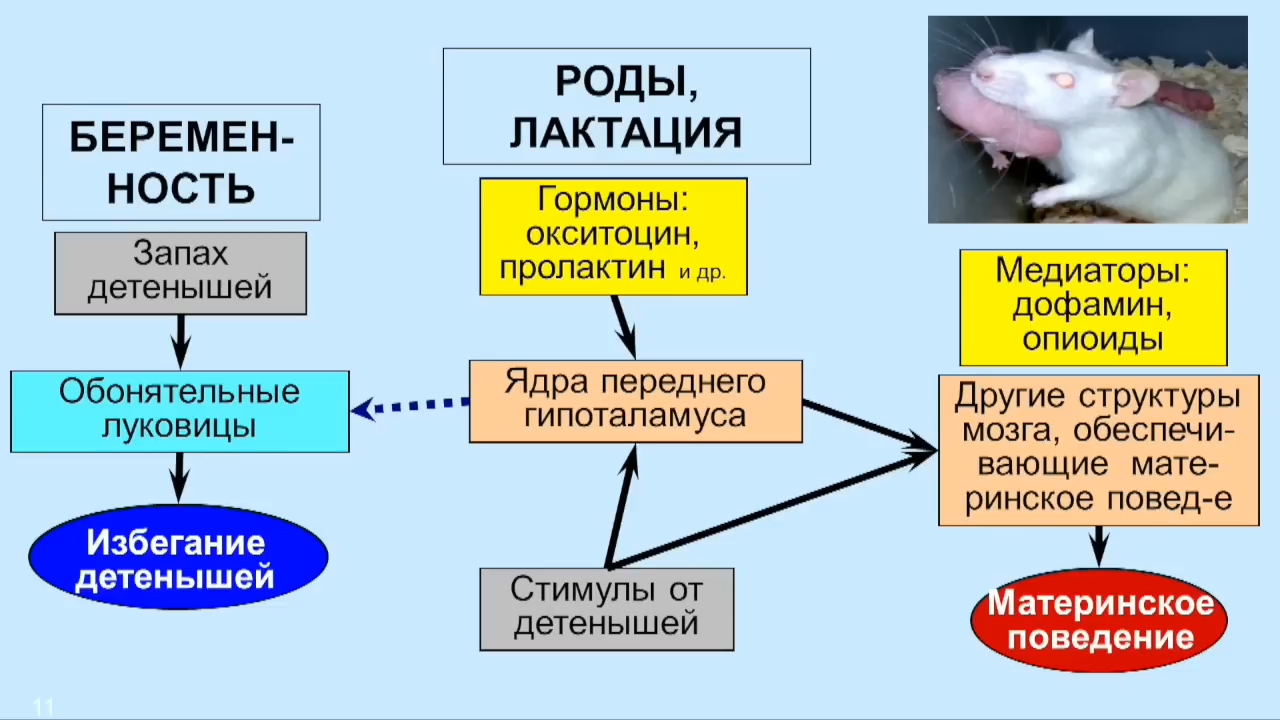 БЕРЕМЕН-
НОСТЬ
Запах
детенышей
Обонятельные
луковицы
Избегание
детенышей
РОДЫ,
ЛАКТАЦИЯ
Гормоны:
окситоцин,
пролактин и др.
Ядра переднего
гипоталамуса
Стимулы от
детенышей
Медиаторы:
дофамин,
опиоиды
Другие структуры
мозга, обеспечи-
вающие мате-
ринское повед-е
Материнское
поведение
11